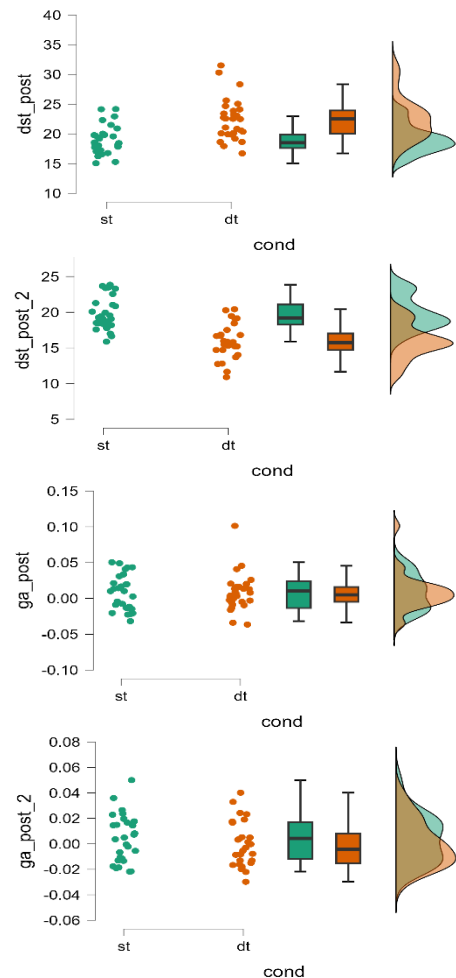 dst_post
40
35
30
25
20
15
10
st
dt
cond
dst_post_2
25
20
15
10
5
st
dt
cond
ga_post
0.15
0.10
0.05
0.00
-0.05
-0.10
st
dt
cond
ga_post_2
0.08
0.06
0.04
0.02
0.00
-0.02
-0.04
-0.06
st
dt
cond